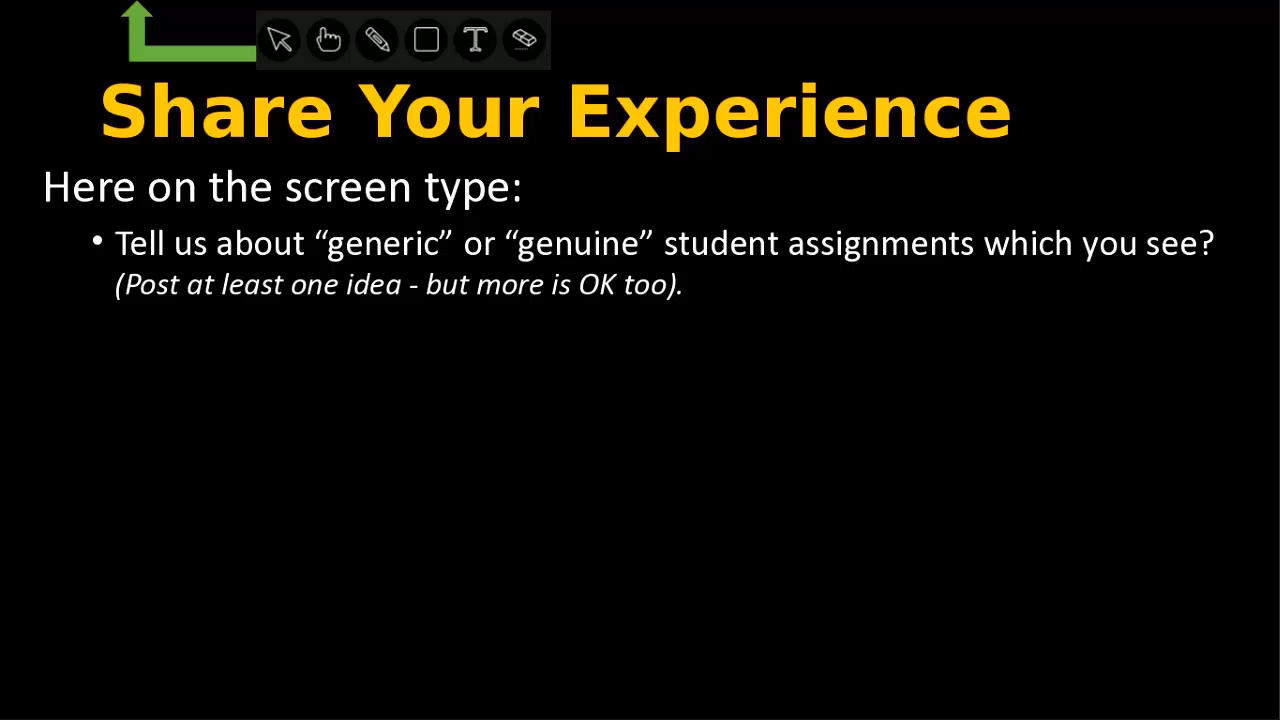 Share Your Experience
Here on the screen type:
• Tell us about “generic” or “genuine” student assignments which you see?
(Post at least one idea - but more is OK too).